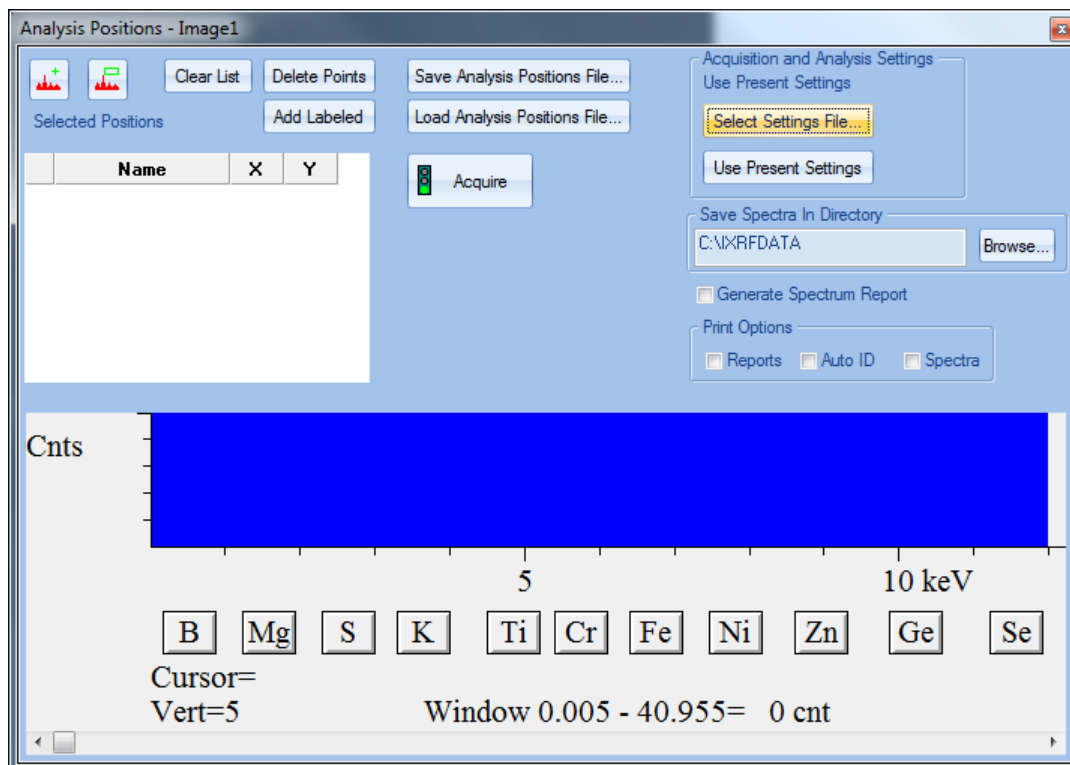 Analysis Positions - Image1
Clear List
Delete Points
Save Analysis Positions File...
Selected Positions
Add Labeled
Load Analysis Positions File...
Name X Y
Acquire
Acquisition and Analysis Settings
Use Present Settings
Select Settings File...
Use Present Settings
Save Spectra In Directory
C:\IXRFDATA
Browse...
Generate Spectrum Report
Print Options
Reports Auto ID Spectra
Cnts
5 10 keV
B Mg S K Ti Cr Fe Ni Zn Ge Se
Cursor=
Vert=5 Window 0.005 - 40.955= 0 cnt